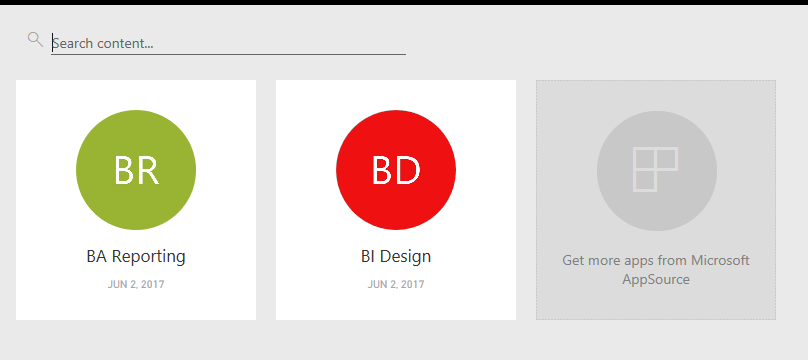 Search content...
BR
BD
BA Reporting
BI Design
Get more apps from Microsoft
AppSource
JUN 2, 2017
JUN 2, 2017